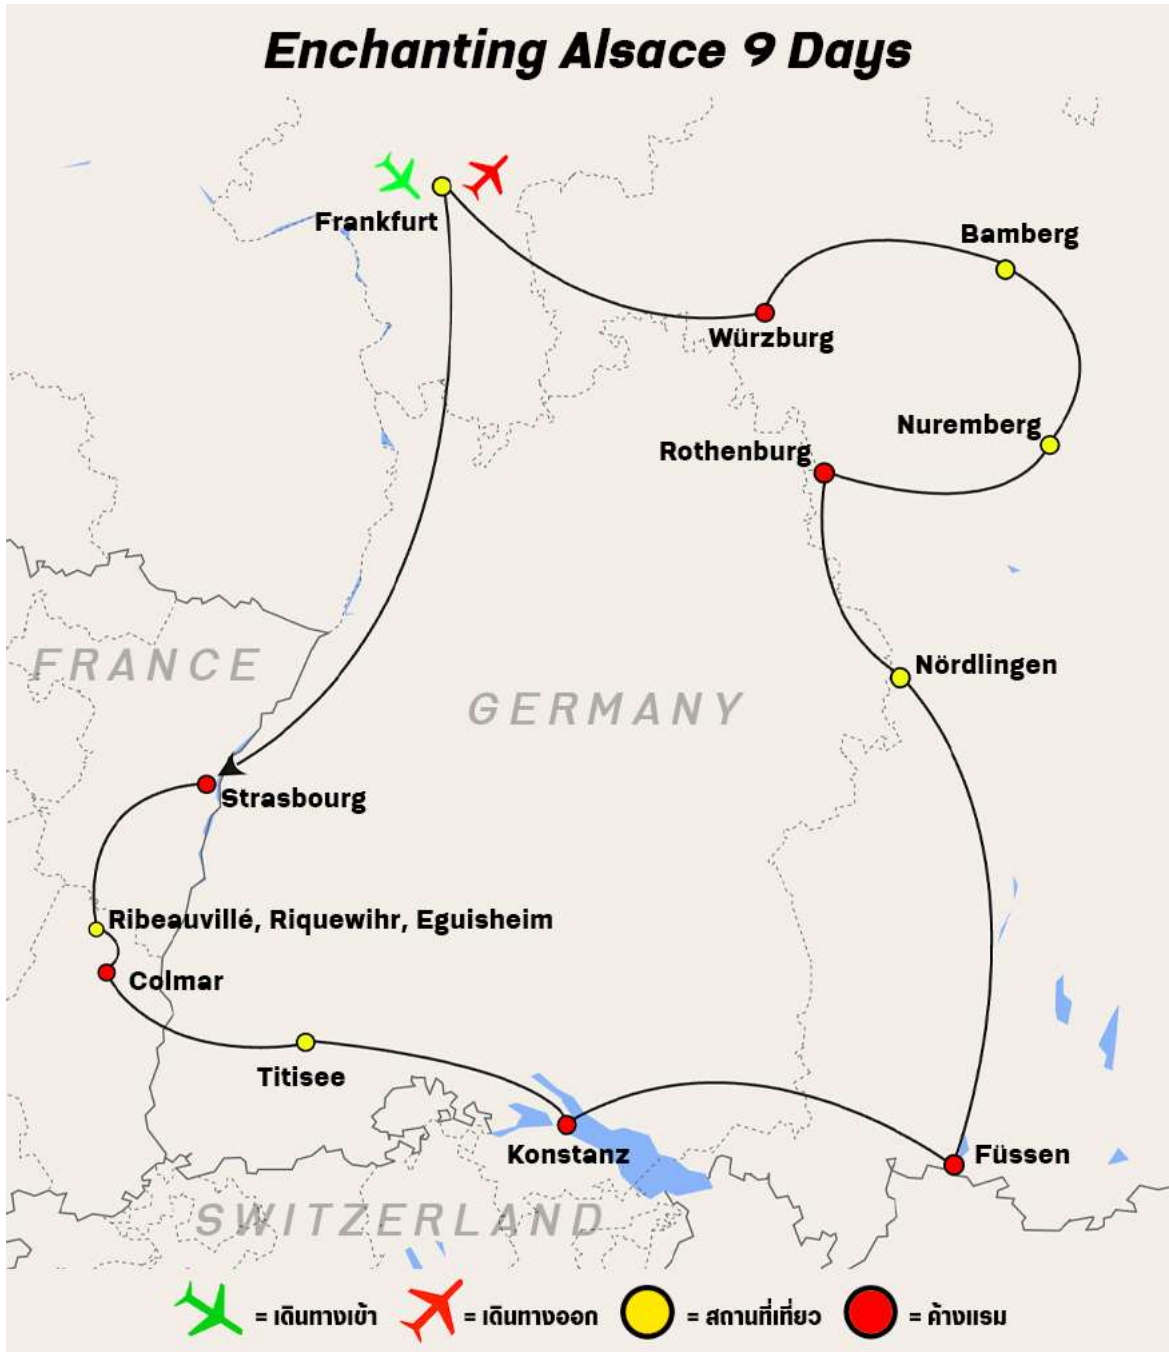 Enchanting Alsace 9 Days
Frankfurt
Bamberg
Würzburg
Nuremberg
Rothenburg
FRANCE
Nördlingen
GERMANY
Strasbourg
Ribeauvillé, Riquewihr, Eguisheim
Colmar
Titisee
Konstanz
Füssen
SWITZERLAND
= เดินทางเข้า = เดินทางออก = สถานที่เที่ยว = ค้างแรม